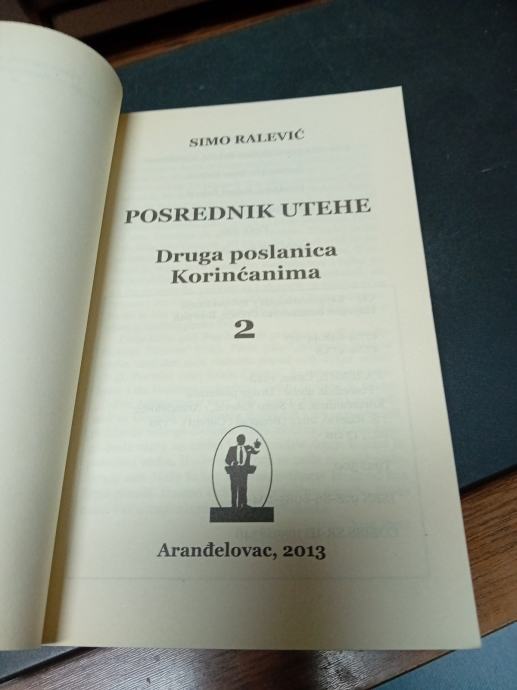 SIMO RALEVIĆ
POSREDNIK UTEHE
Druga poslanica
Korinćanima
2
Aranđelovac, 2013